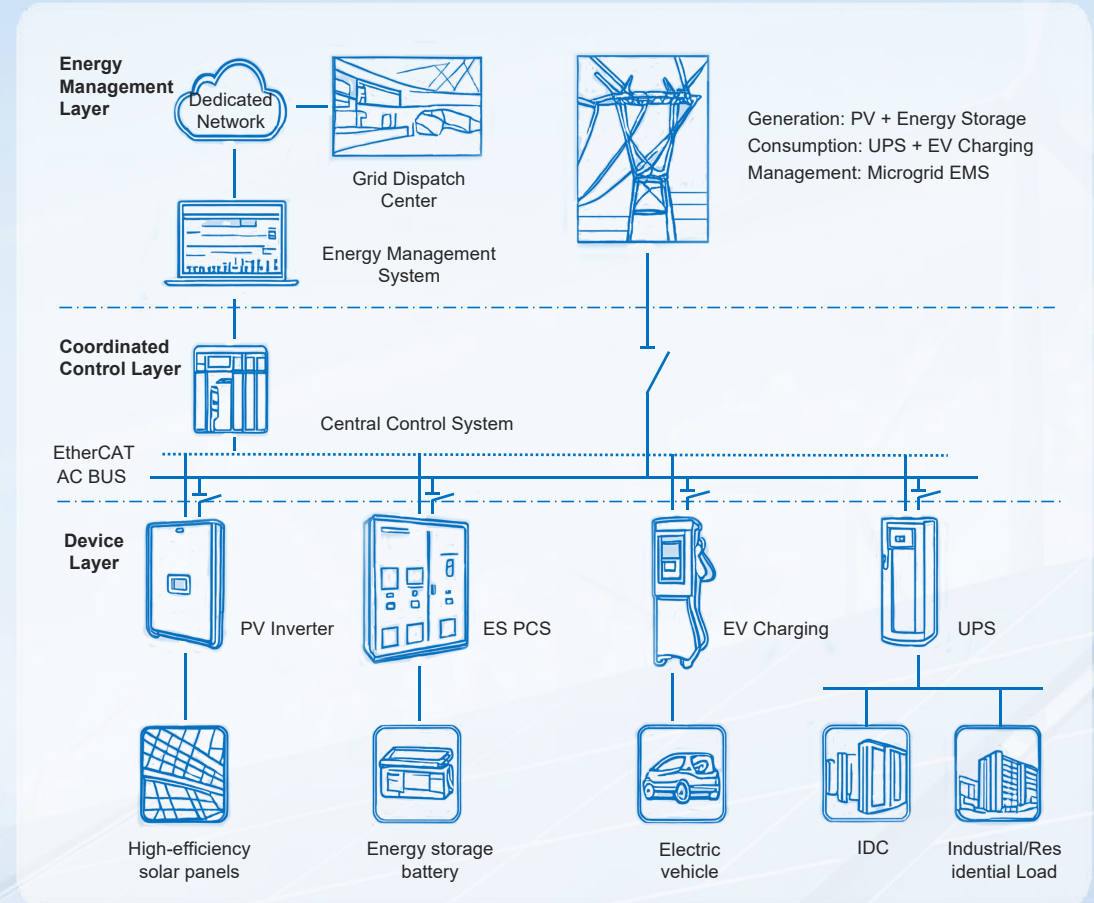 Energy
Management
Layer
Dedicated
Network
Grid Dispatch
Center
Generation: PV + Energy Storage
Consumption: UPS + EV Charging
Management: Microgrid EMS
Energy Management
System
Coordinated
Control Layer
Central Control System
EtherCAT
AC BUS
Device
Layer
PV Inverter
ES PCS
EV Charging
UPS
High-efficiency
solar panels
Energy storage
battery
Electric
vehicle
IDC
Industrial/Res
idential Load